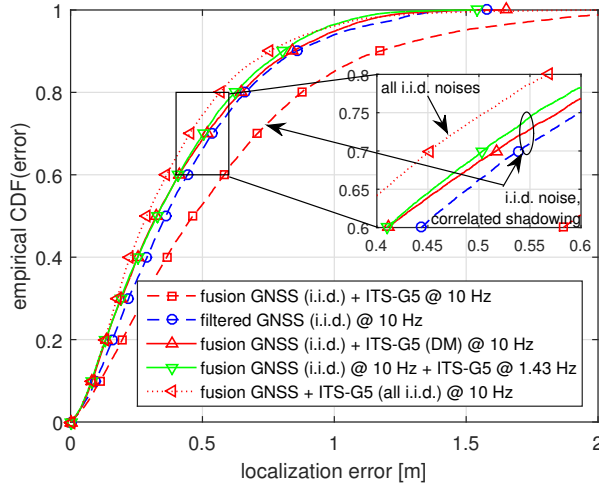 1
0.8
0.6
0.4
0.2
0
empirical CDF(error)
0
0.5
1
1.5
2
localization error [m]
0.8
0.75
0.7
0.65
0.6
0.4
0.45
0.5
0.55
0.6
all i.i.d. noises
i.i.d. noise,
correlated shadowing
fusion GNSS (i.i.d.) + ITS-G5 @ 10 Hz
filtered GNSS (i.i.d.) @ 10 Hz
fusion GNSS (i.i.d.) + ITS-G5 (DM) @ 10 Hz
fusion GNSS (i.i.d.) @ 10 Hz + ITS-G5 @ 1.43 Hz
fusion GNSS + ITS-G5 (all i.i.d.) @ 10 Hz